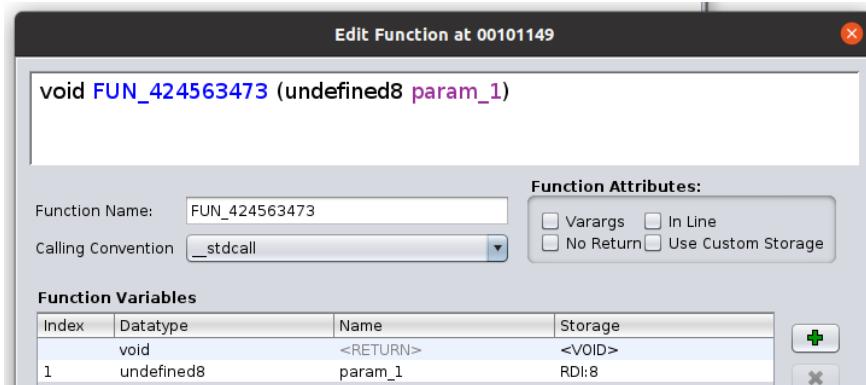 Edit Function at 00101149
void FUN_424563473 (undefined8 param_1)
Function Attributes:
Function Name: FUN_424563473
Varargs In Line
Calling Convention __stdcall
No Return Use Custom Storage
Function Variables
Index Datatype Name Storage
void <RETURN> <VOID>
1 undefined8 param_1 RDI:8